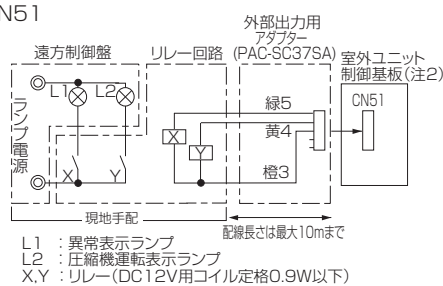 CN51
外部出力用
アダプター
遠方制御盤 リレー回路 (PAC-SC37SA) 室外ユニット
制御基板(注2)
L1 L2
緑5
CN51
黄4
X
Y
橙3
ランプ電源
X Y
現地手配
配線長さは最大10mまで
L1 :異常表示ランプ
L2 :圧縮機運転表示ランプ
X,Y :リレー(DC12V用コイル定格0.9W以下)